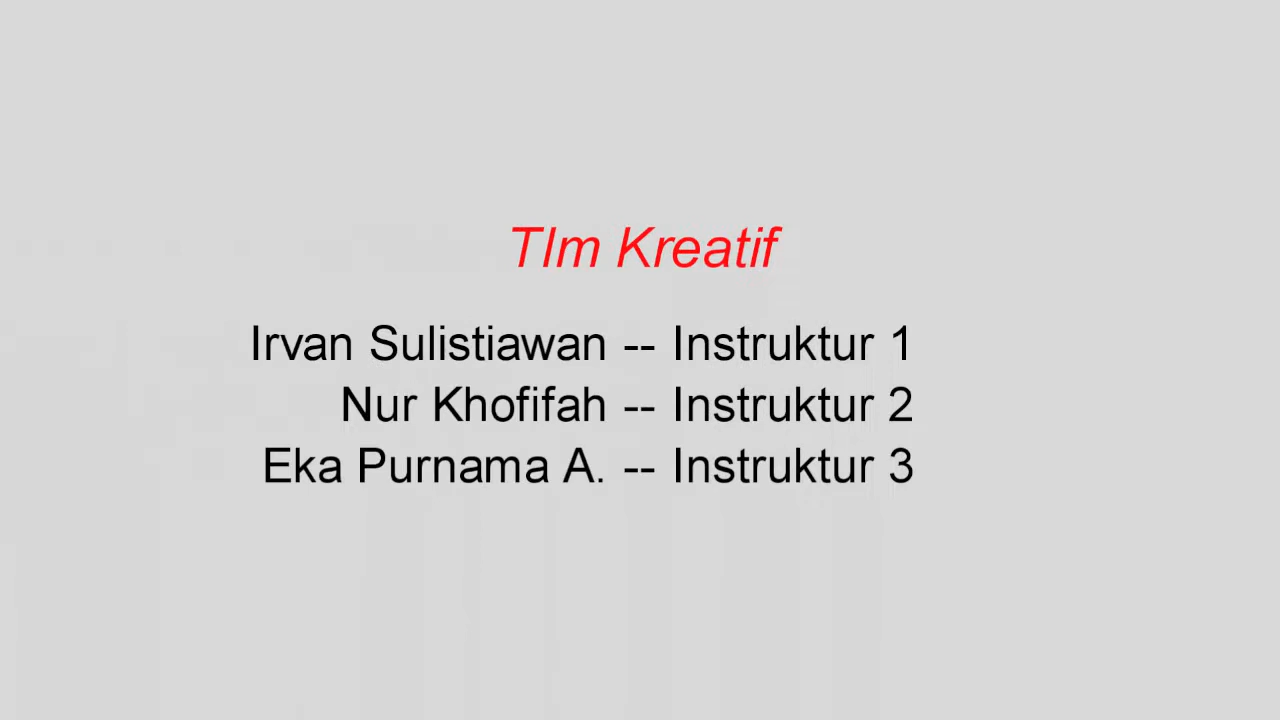 TIm Kreatif
Irvan Sulistiawan -- Instruktur 1
Nur Khofifah -- Instruktur 2
Eka Purnama A. -- Instruktur 3